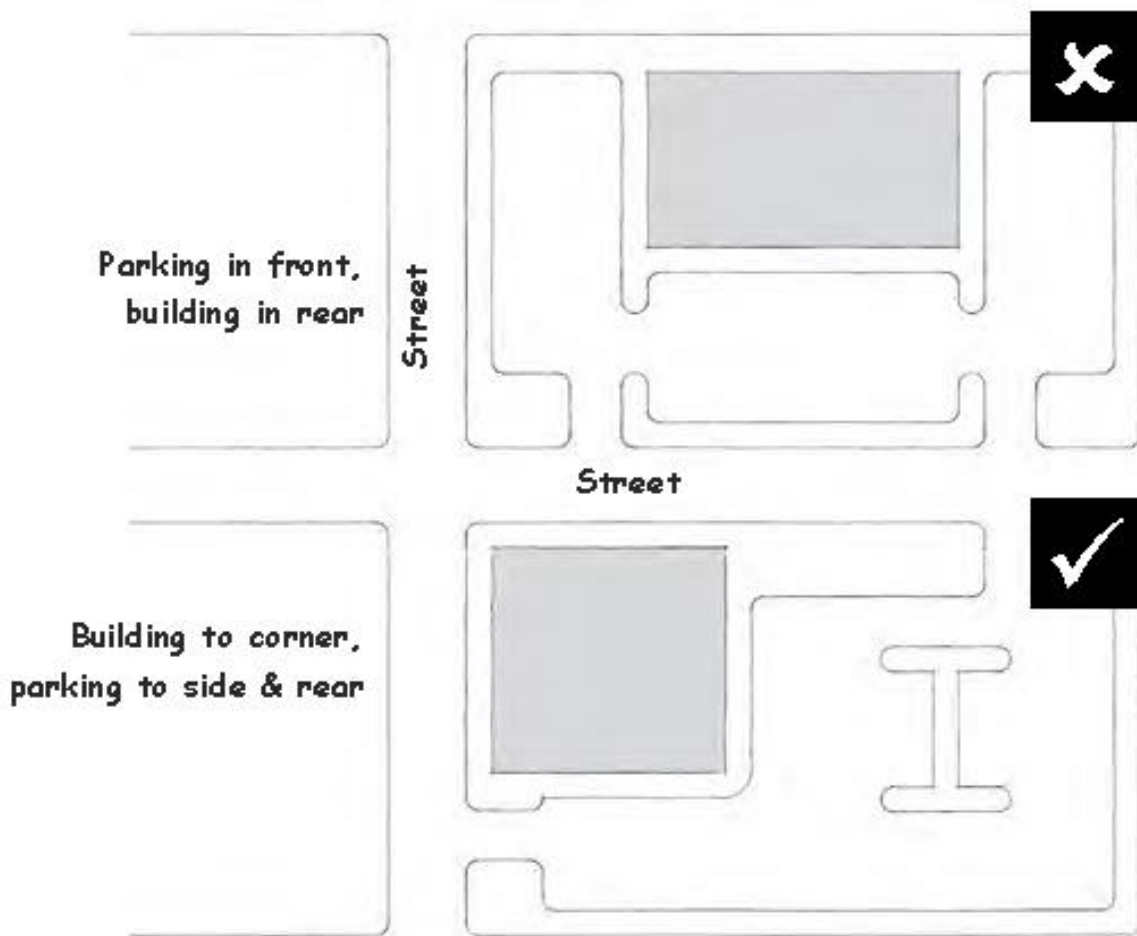 Parking in front,
building in rear
Street
Street
Building to corner,
parking to side & rear